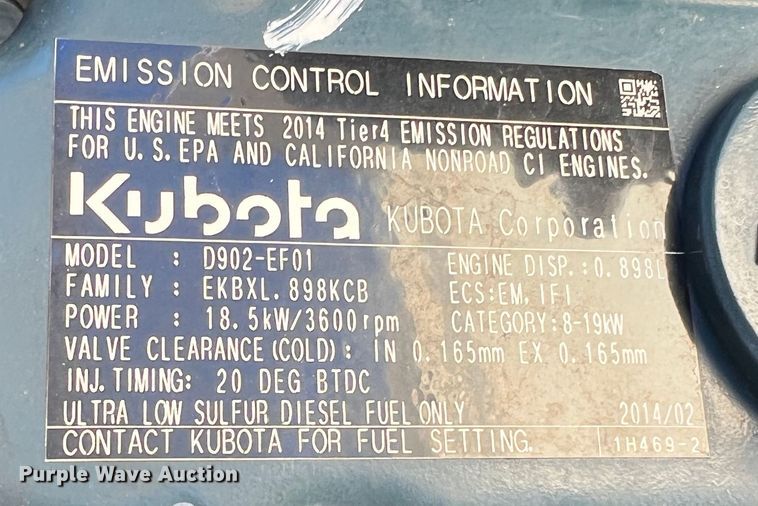 EMISSION CONTROL INFORMATION
THIS ENGINE MEETS 2014 Tier4 EMISSION REGULATIONS
FOR U.S.EPA AND CALIFORNIA NONROAD CI ENGINES.
Kubota KUBOTA Corporation
MODEL : D902-EF01 ENGINE DISP.:0.898L
FAMILY : EKBXL.898KCB ECS:EM,IFI
POWER : 18.5kW/3600rpm CATEGORY:8-19kW
VALVE CLEARANCE(COLD): IN 0.165mm EX 0.165mm
INJ.TIMING: 20 DEG BTDC
ULTRA LOW SULFUR DIESEL FUEL ONLY 2014/02
CONTACT KUBOTA FOR FUEL SETTING. 1H469-2
Purple Wave Auction